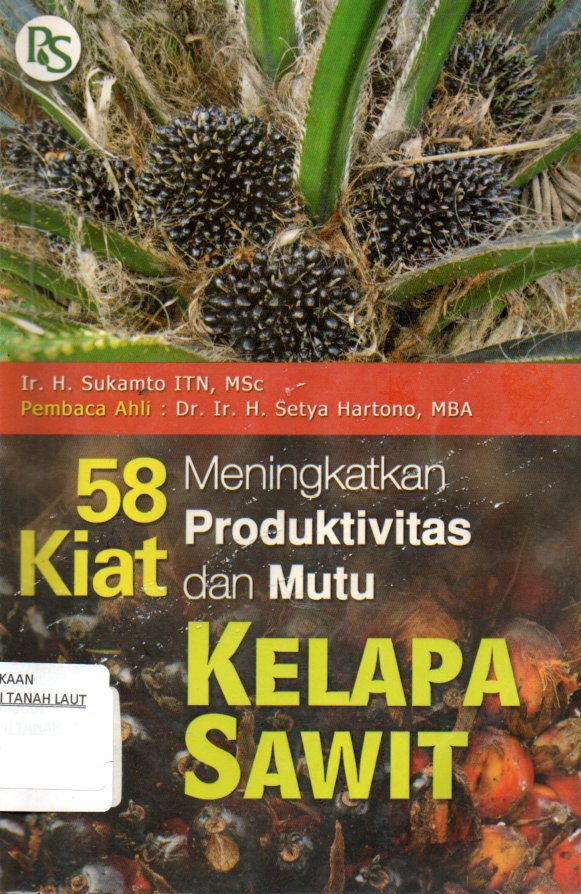 PS
Ir. H. Sukamto ITN, MSc
Pembaca Ahli : Dr. Ir. H. Setya Hartono, MBA
58
Kiat
Meningkatkan
Produktivitas
dan Mutu
KELAPA
SAWIT
KAAN
I TANAH LAUT